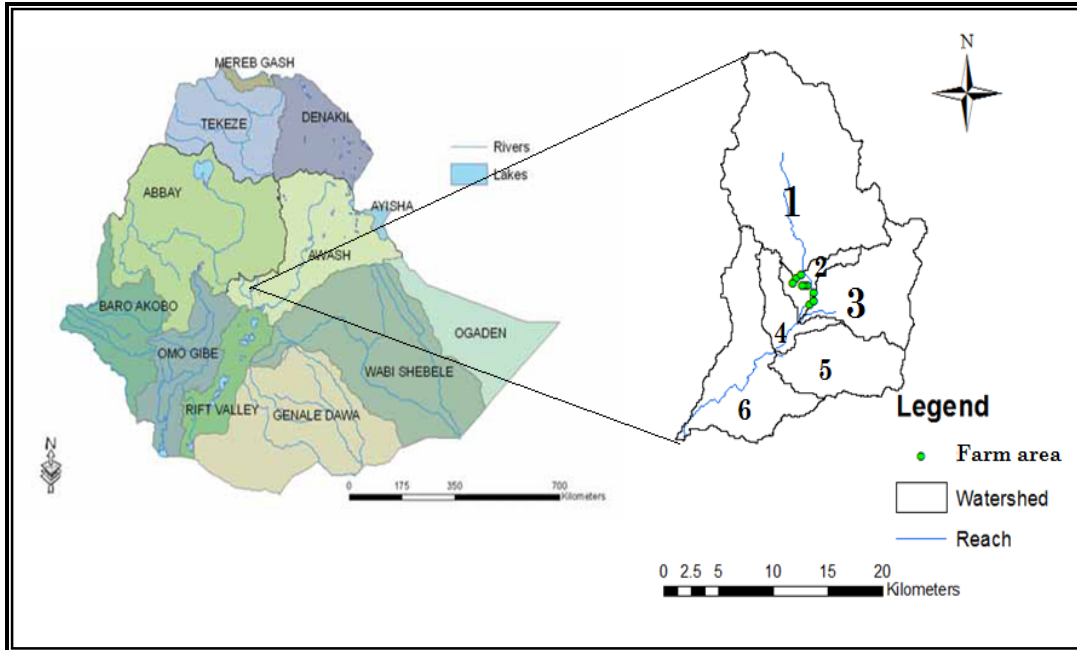 MEREB GASH
TEKEZE
DENAKIL
Rivers
Lakes
ABBAY
AYISHA
AWASH
BARO AKOBO
OMO GIBE
OGADEN
WABI SHEBELE
RIFT VALLEY
GENALE DAWA
N
0 175 350 700
Kilometers
N
1
2
3
4
5
6
Legend
Farm area
Watershed
Reach
0 2.5 5 10 15 20
Kilometers